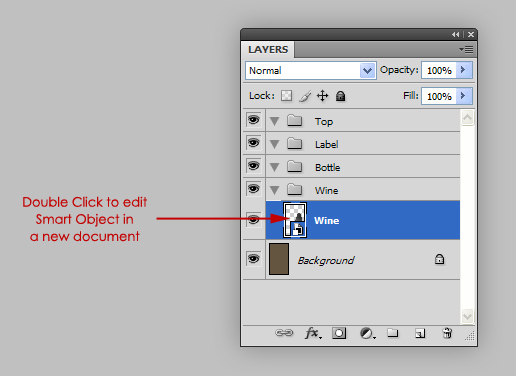 LAYERS
Normal Opacity: 100%
Lock: Fill: 100%
Top
Label
Bottle
Wine
Double Click to edit
Smart Object in
a new document
Wine
Background
fx